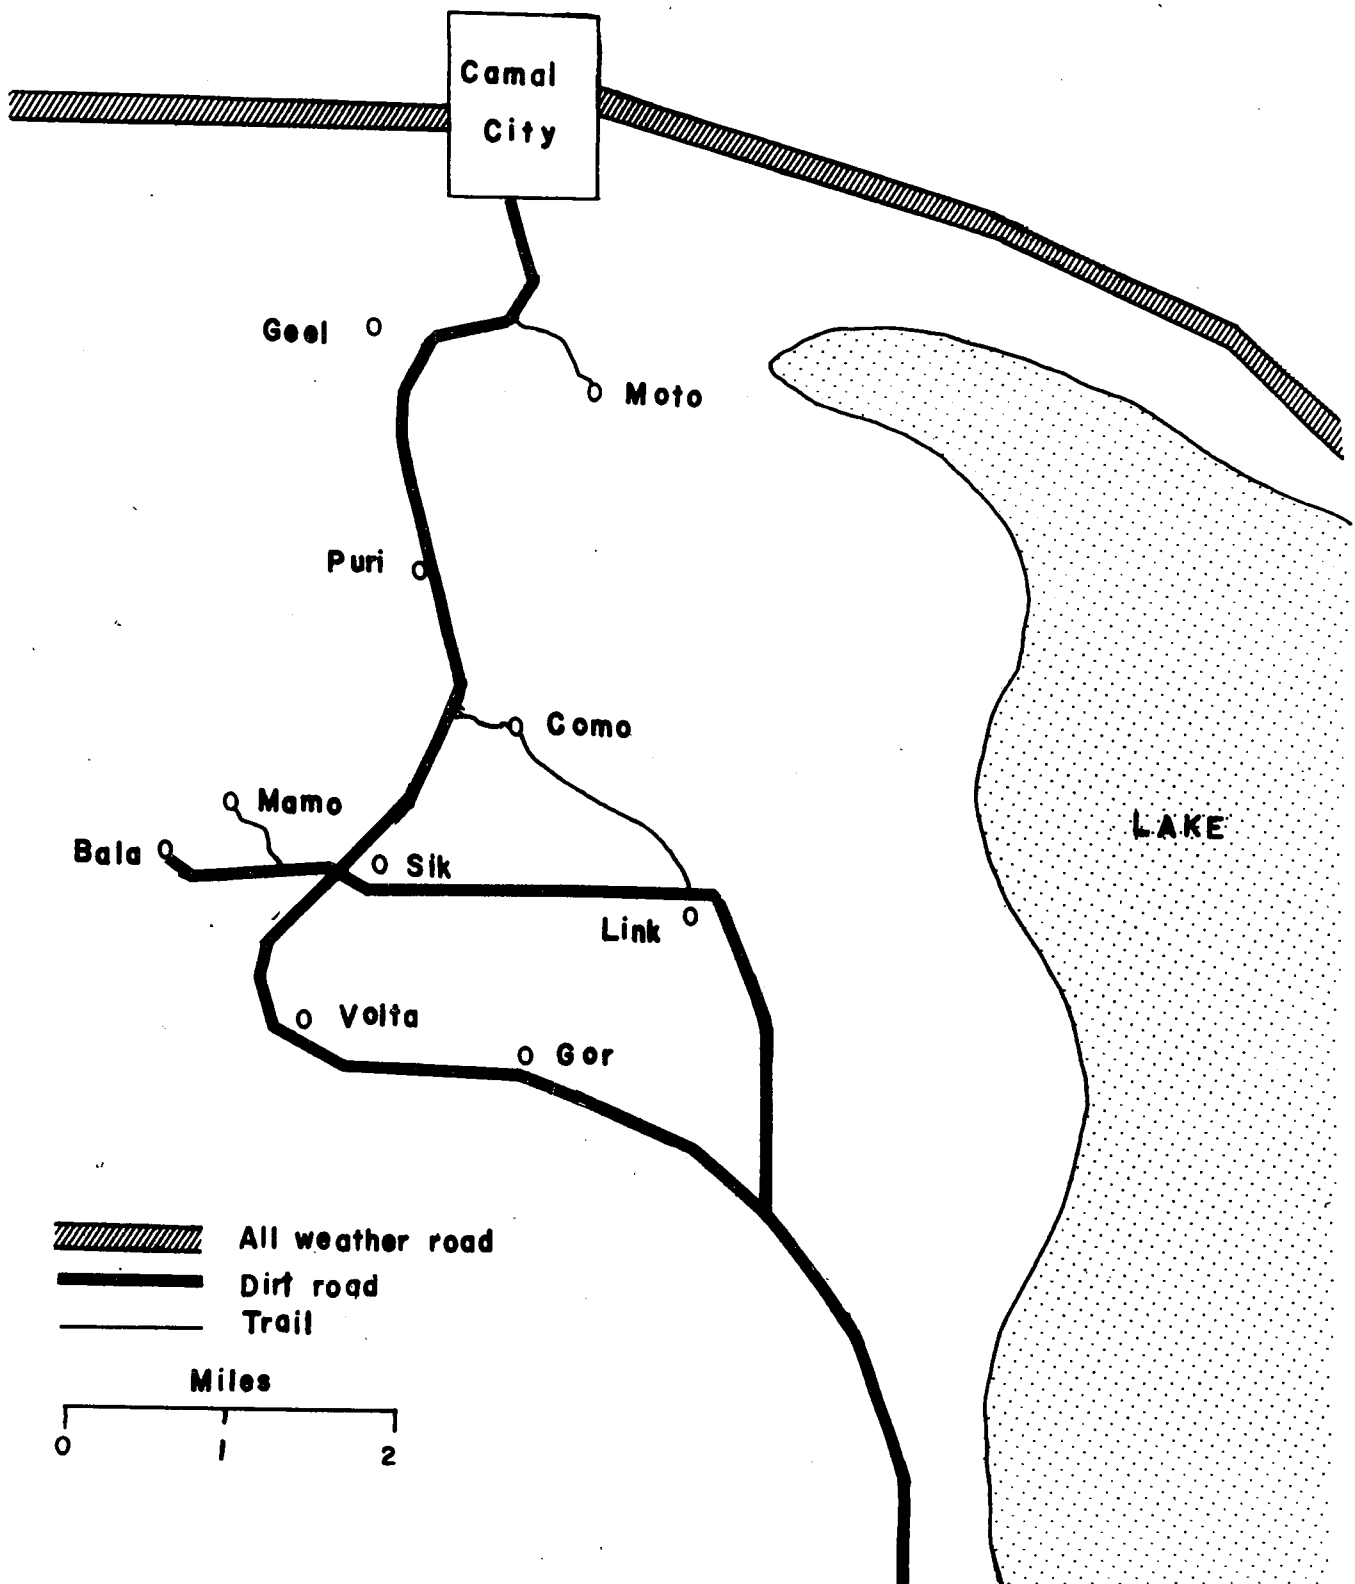 Camal
City
Geel
Moto
Puri
Como
Mamo
Bala
Sik
LAKE
Link
Volta
Gor
All weather road
Dirt road
Trail
Miles
0 1 2